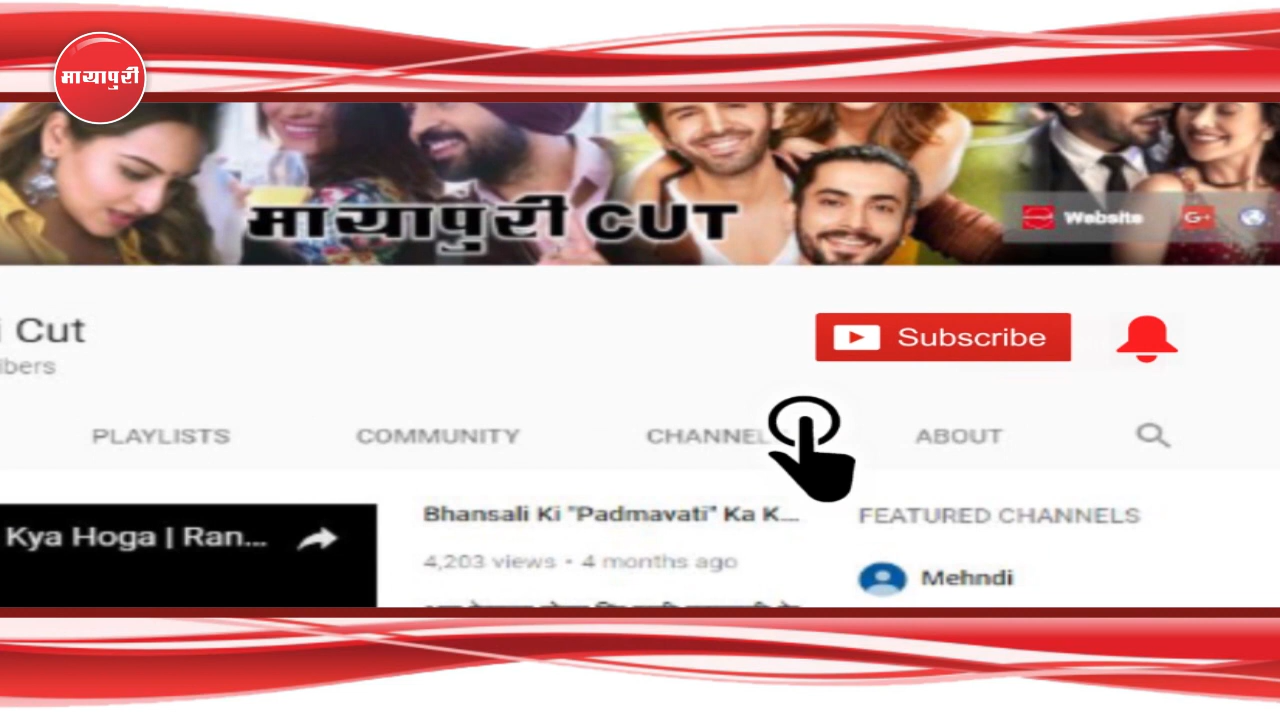 मायापुरी
मायापुरी CUT
Website
G+
i Cut
Subscribe
ibers
PLAYLISTS COMMUNITY CHANNEL ABOUT
Kya Hoga | Ran...
Bhansali Ki "Padmavati" Ka K...
4,203 views • 4 months ago
FEATURED CHANNELS
Mehndi